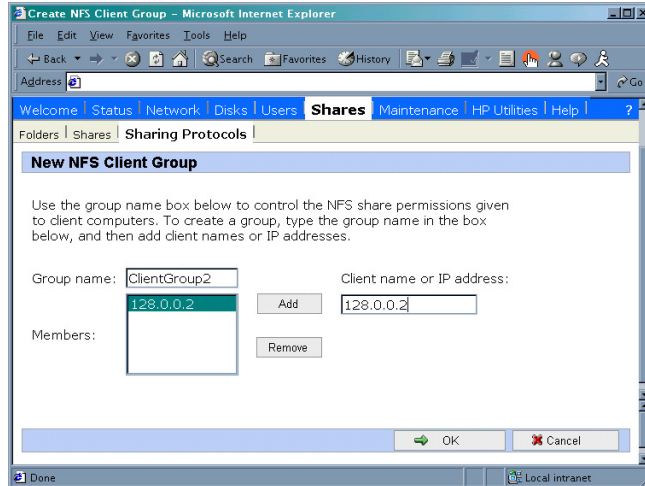 Create NFS Client Group - Microsoft Internet Explorer
File Edit View Favorites Tools Help
Back Search Favorites History
Address Go
Welcome Status Network Disks Users Shares Maintenance HP Utilities Help ?
Folders Shares Sharing Protocols
New NFS Client Group
Use the group name box below to control the NFS share permissions given
to client computers. To create a group, type the group name in the box
below, and then add client names or IP addresses.
Group name: ClientGroup2 Client name or IP address:
128.0.0.2 Add 128.0.0.2
Members:
Remove
OK Cancel
Done Local intranet